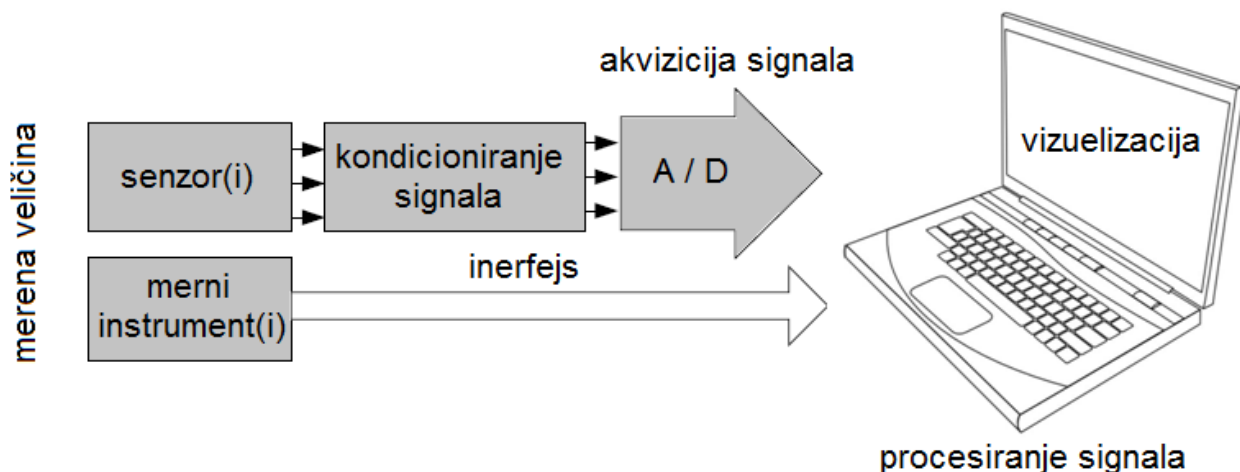 akvizicija signala
merena veličina
senzor(i)
kondicioniranje
signala
A / D
vizuelizacija
merni
instrument(i)
inerfejs
procesiranje signala